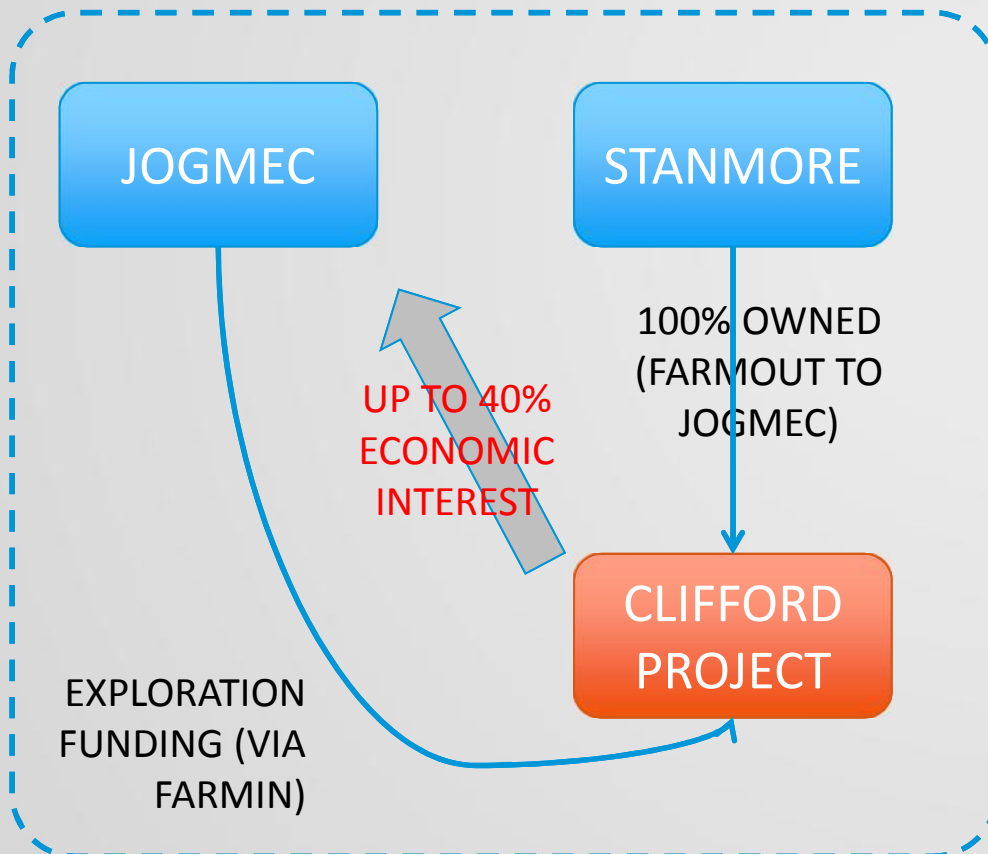 JOGMEC
STANMORE
100% OWNED
(FARMOUT TO
JOGMEC)
UP TO 40%
ECONOMIC
INTEREST
CLIFFORD
PROJECT
EXPLORATION
FUNDING (VIA
FARMIN)